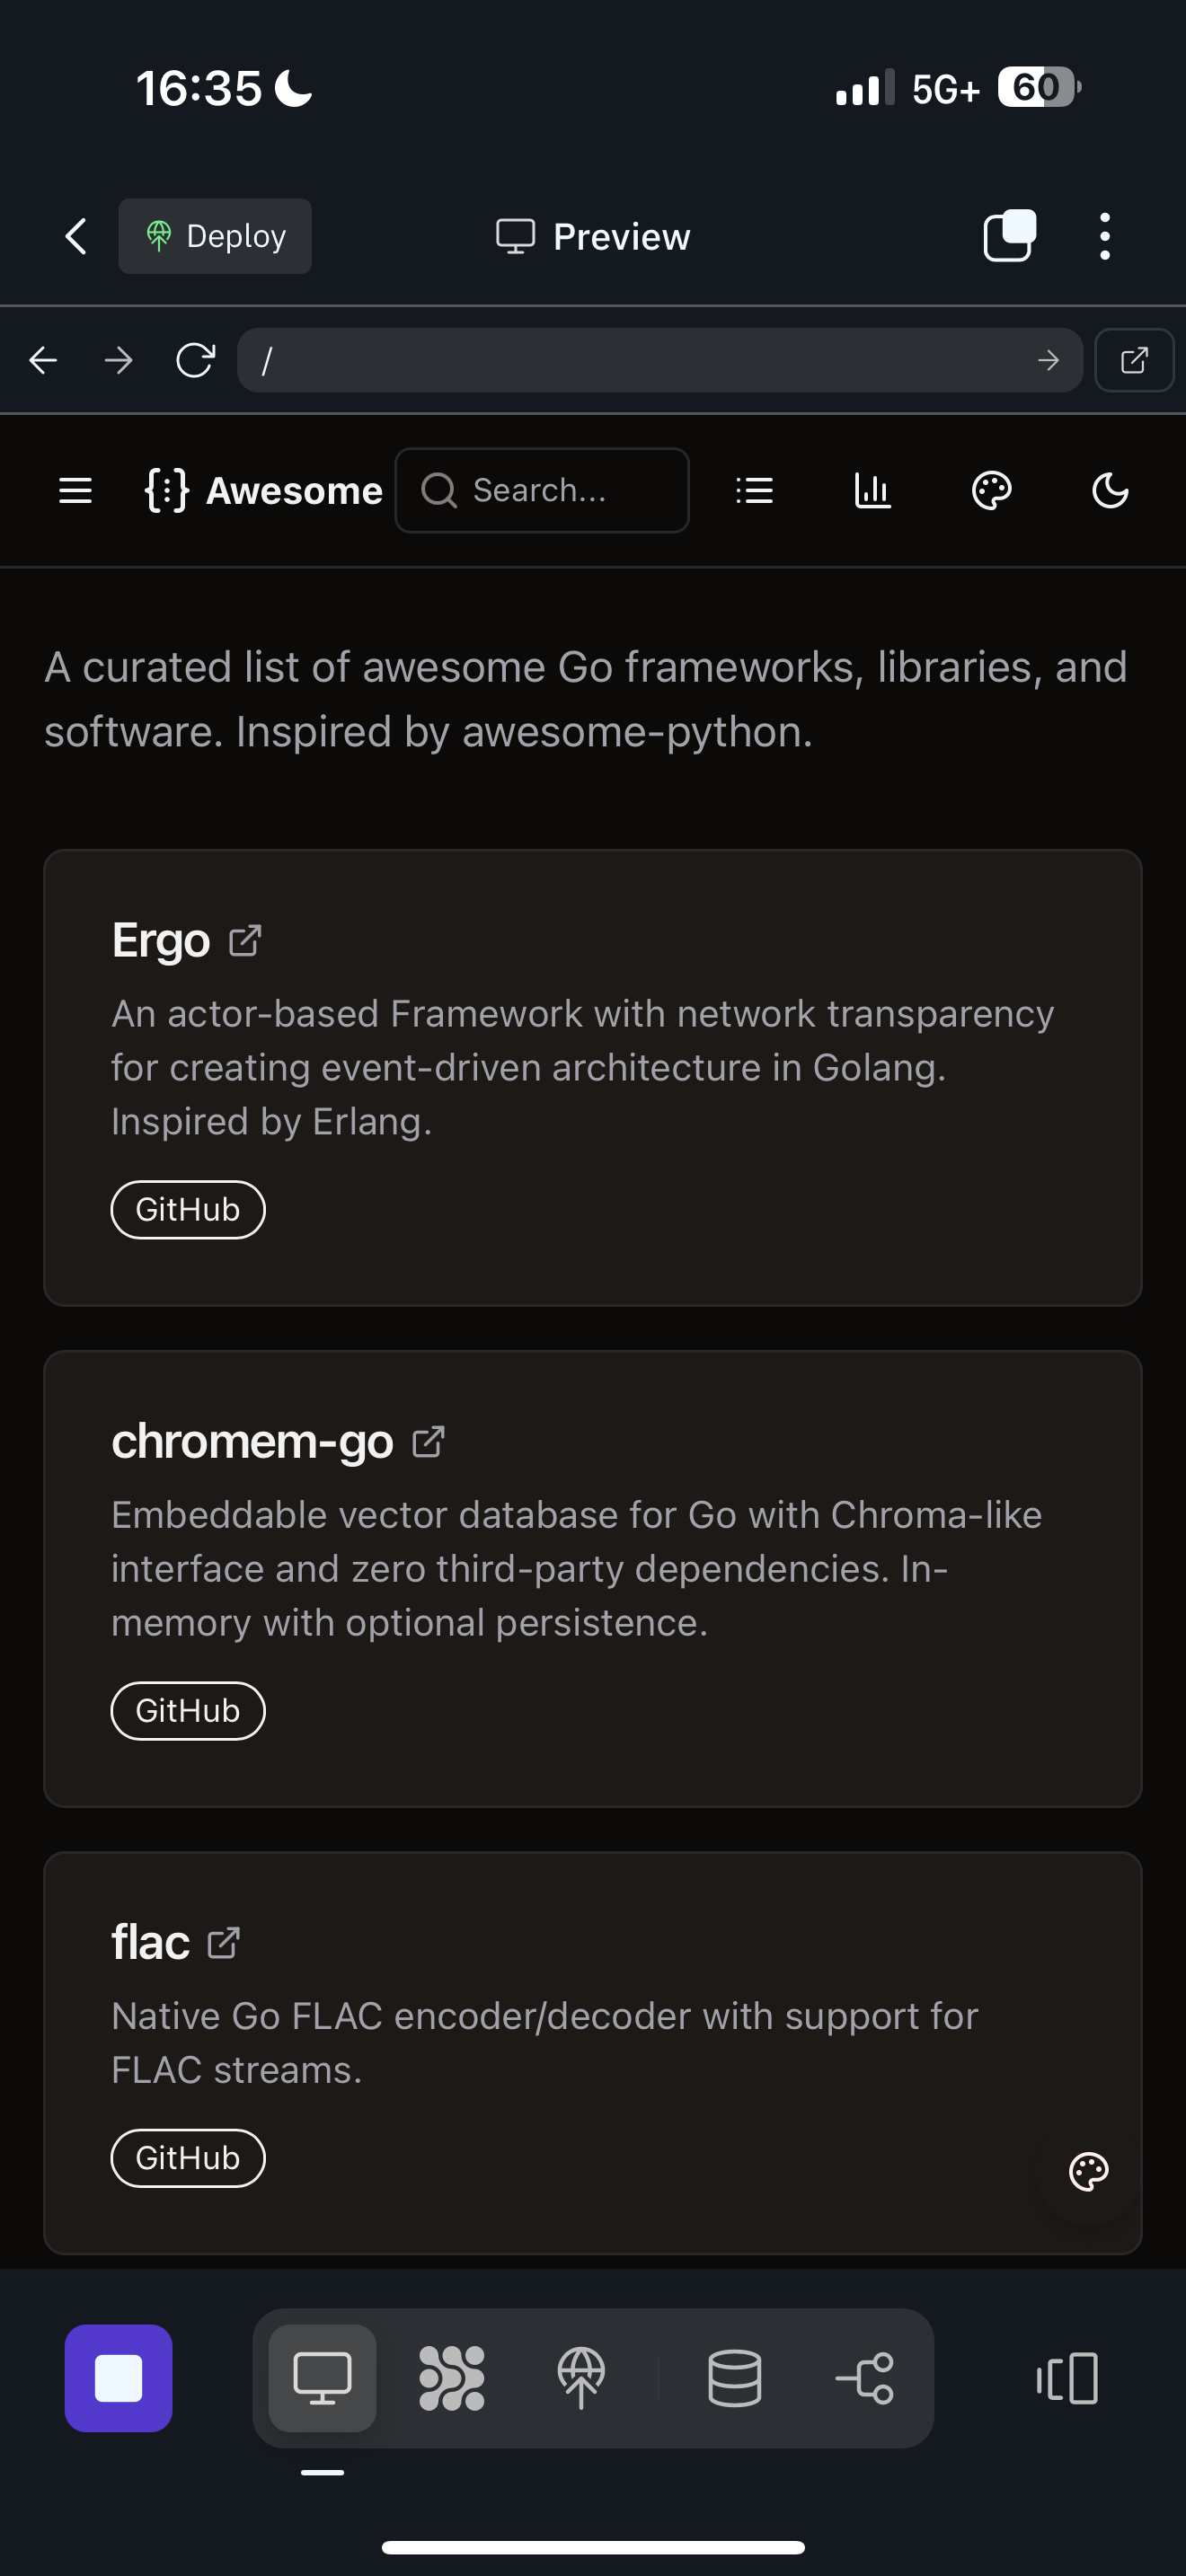 16:35
5G+
60
Deploy
Preview
/
Awesome
Search...
A curated list of awesome Go frameworks, libraries, and
software. Inspired by awesome-python.
Ergo
An actor-based Framework with network transparency
for creating event-driven architecture in Golang.
Inspired by Erlang.
GitHub
chromem-go
Embeddable vector database for Go with Chroma-like
interface and zero third-party dependencies. In-
memory with optional persistence.
GitHub
flac
Native Go FLAC encoder/decoder with support for
FLAC streams.
GitHub